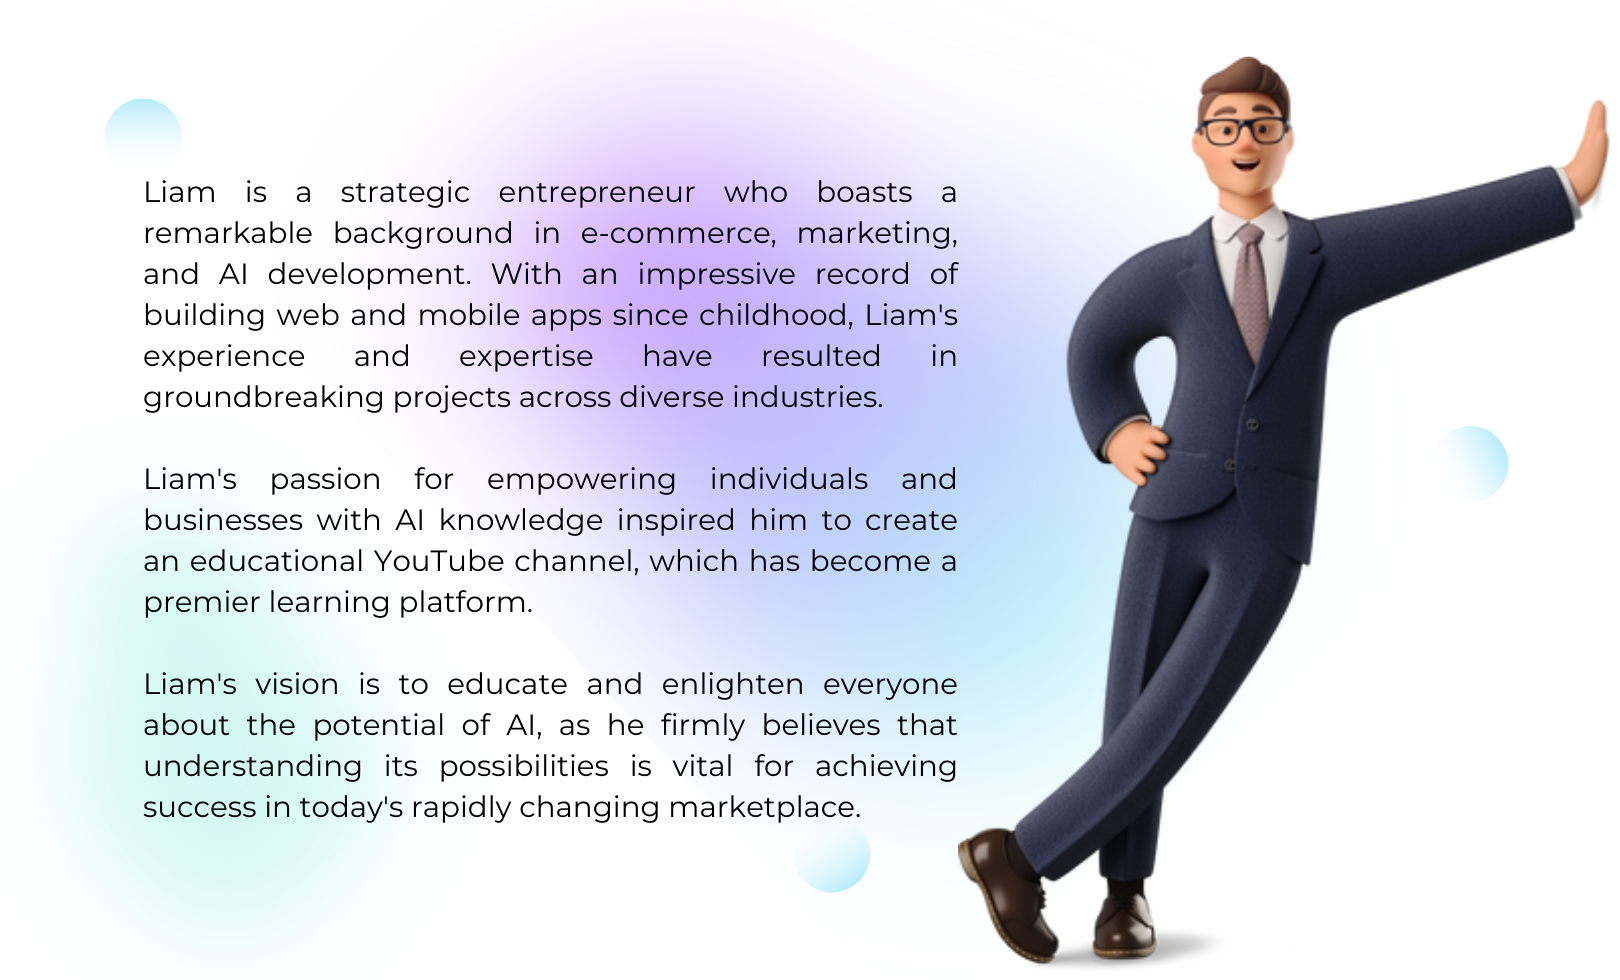 Liam is a strategic entrepreneur who boasts a
remarkable background in e-commerce, marketing,
and AI development. With an impressive record of
building web and mobile apps since childhood, Liam's
experience and expertise have resulted in
groundbreaking projects across diverse industries.
Liam's passion for empowering individuals and
businesses with AI knowledge inspired him to create
an educational YouTube channel, which has become a
premier learning platform.
Liam's vision is to educate and enlighten everyone
about the potential of AI, as he firmly believes that
understanding its possibilities is vital for achieving
success in today's rapidly changing marketplace.